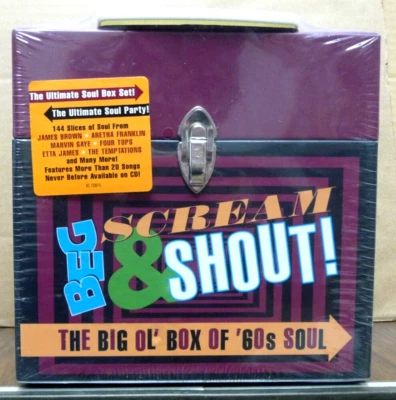 The Ultimate Soul Box Set!
The Ultimate Soul Party!
144 Slices of Soul From
JAMES BROWN • ARETHA FRANKLIN
MARVIN GAYE • FOUR TOPS
ETTA JAMES • THE TEMPTATIONS
and Many More!
Features More Than 20 Songs
Never Before Available on CD!
BEG
SCREAM
& SHOUT!
THE BIG OL' BOX OF '60s SOUL